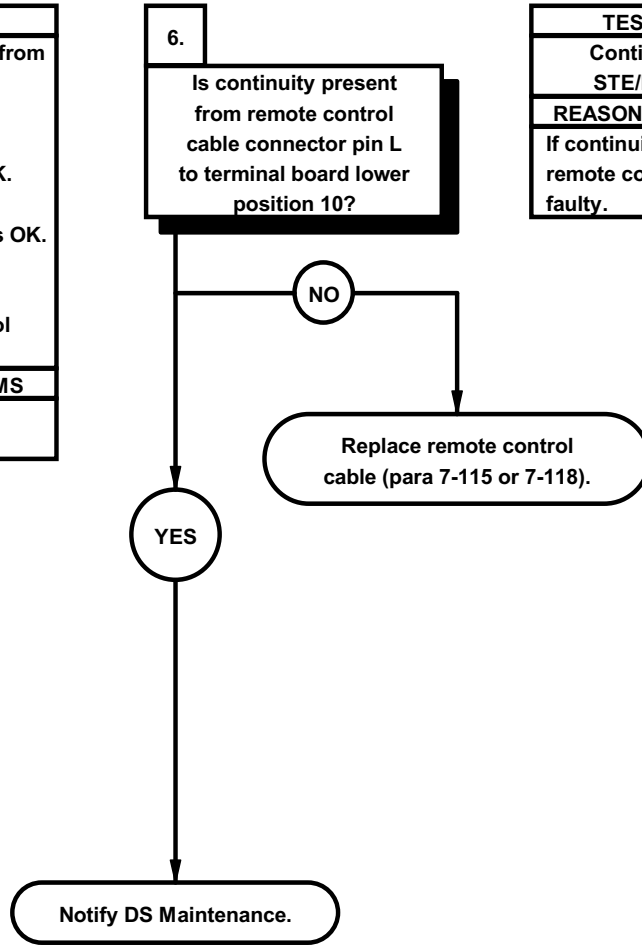 from
K.
s OK.
ol
MS
6.
Is continuity present
from remote control
cable connector pin L
to terminal board lower
position 10?
TES
Conti
STE/
REASON
If continui
remote co
faulty.
NO
Replace remote control
cable (para 7-115 or 7-118).
YES
Notify DS Maintenance.